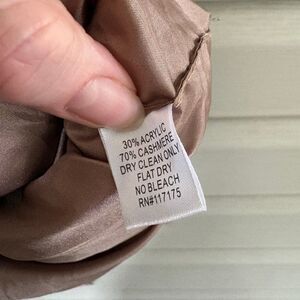 30% ACRYLIC
70% CASHMERE
DRY CLEAN ONLY
FLAT DRY
NO BLEACH
RN#117175